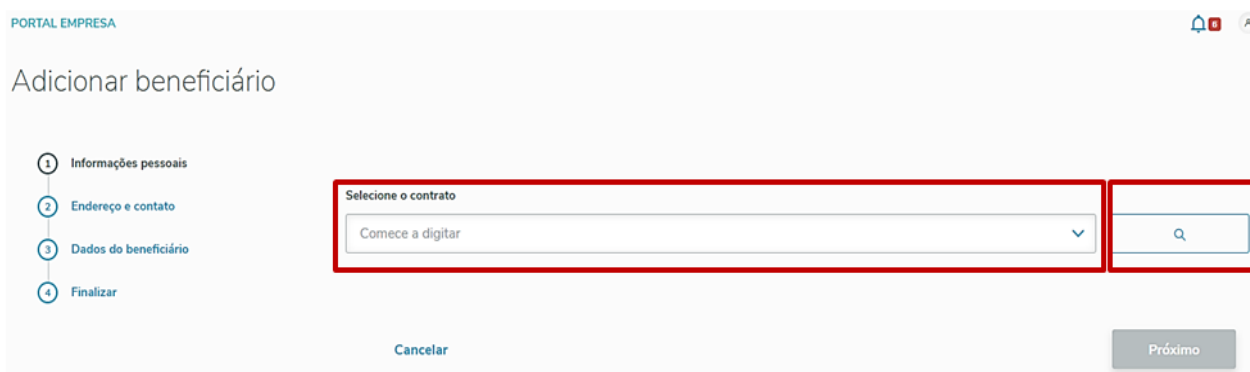 PORTAL EMPRESA
6
Adicionar beneficiário
1 Informações pessoais
Selecione o contrato
2 Endereço e contato
Comece a digitar
3 Dados do beneficiário
4 Finalizar
Cancelar
Próximo